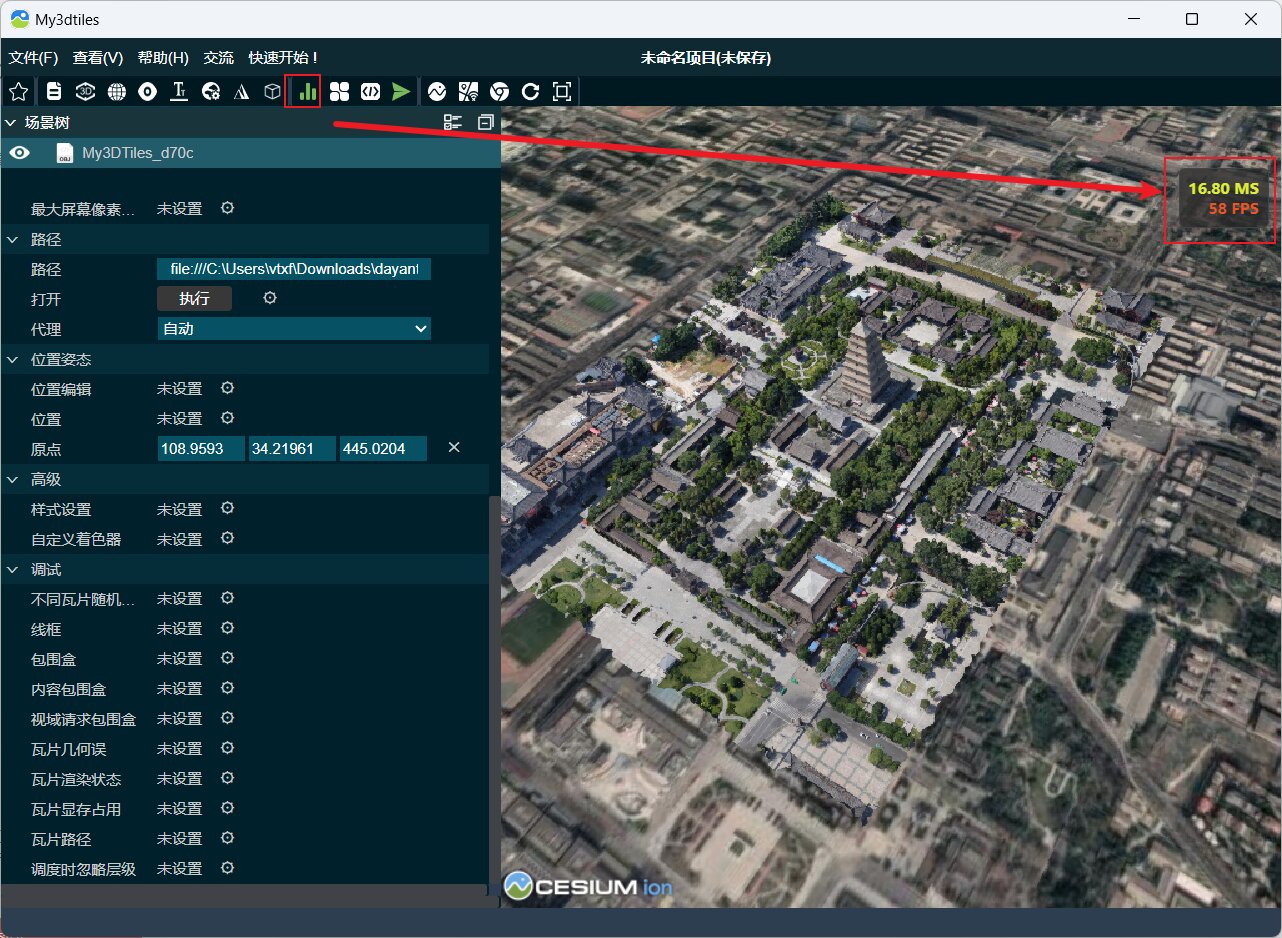 My3dtiles
文件(F) 查看(V) 帮助(H) 交流 快速开始 !
未命名项目(未保存)
场景树
My3DTiles_d70c
最大屏幕像素... 未设置
路径
路径 file:///C:\Users\vtxf\Downloads\dayant
打开 执行
代理 自动
位置姿态
位置编辑 未设置
位置 未设置
原点 108.9593 34.21961 445.0204
高级
样式设置 未设置
自定义着色器 未设置
调试
不同瓦片随机... 未设置
线框 未设置
包围盒 未设置
内容包围盒 未设置
视域请求包围盒 未设置
瓦片几何误 未设置
瓦片渲染状态 未设置
瓦片显存占用 未设置
瓦片路径 未设置
调度时忽略层级 未设置
16.80 MS
58 FPS
CESIUM ion